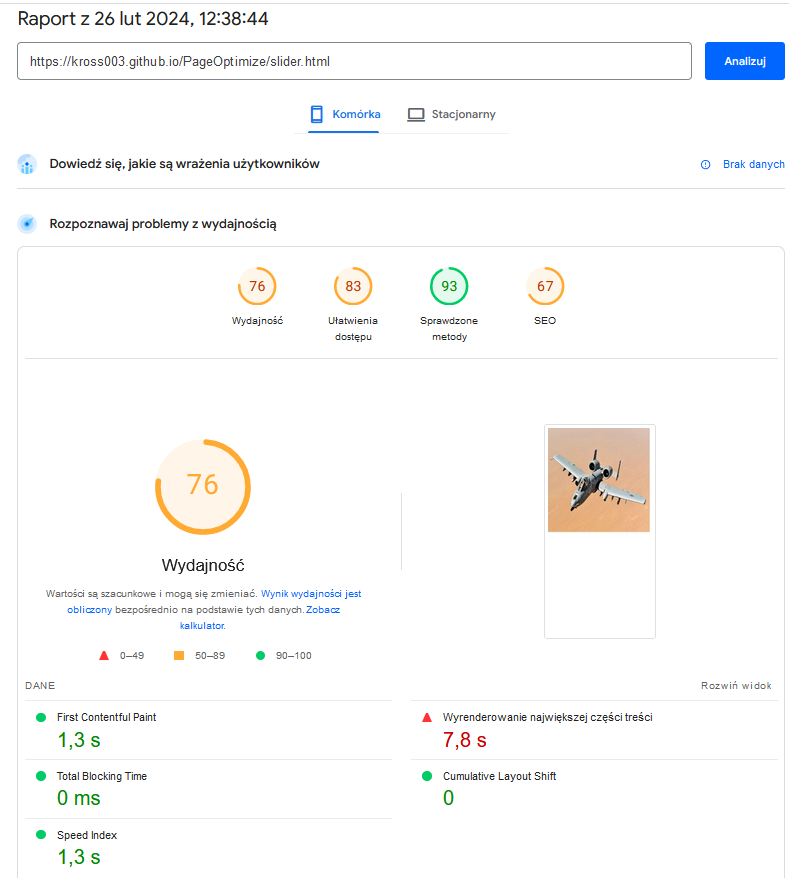 Raport z 26 lut 2024, 12:38:44
https://kross003.github.io/PageOptimize/slider.html
Analizuj
Komórka
Stacjonarny
Dowiedź się, jakie są wrażenia użytkowników
Brak danych
Rozpoznawaj problemy z wydajnością
76
83
93
67
Wydajność
Ułatwienia
dostępu
Sprawdzone
metody
SEO
76
Wydajność
Wartości są szacunkowe i mogą się zmieniać. Wynik wydajności jest
obliczony bezpośrednio na podstawie tych danych. Zobacz
kalkulator.
0–49
50–89
90–100
DANE
Rozwiń widok
First Contentful Paint
1,3 s
Wyrenderowanie największej części treści
7,8 s
Total Blocking Time
0 ms
Cumulative Layout Shift
0
Speed Index
1,3 s